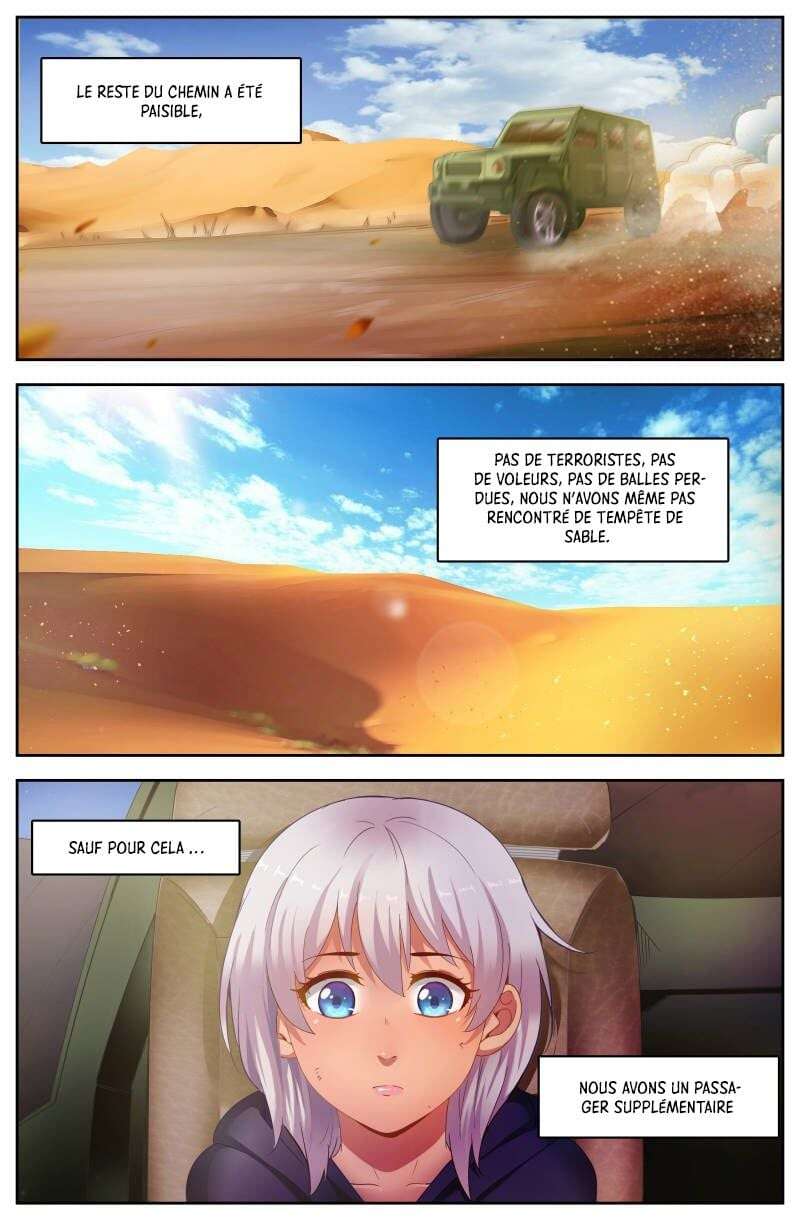 LE RESTE DU CHEMIN A ÉTÉ
PAISIBLE,
PAS DE TERRORISTES, PAS
DE VOLEURS, PAS DE BALLES PER-
DUES, NOUS N'AVONS MÊME PAS
RENCONTRÉ DE TEMPÊTE DE
SABLE.
SAUF POUR CELA ...
NOUS AVONS UN PASSA-
GER SUPPLÉMENTAIRE